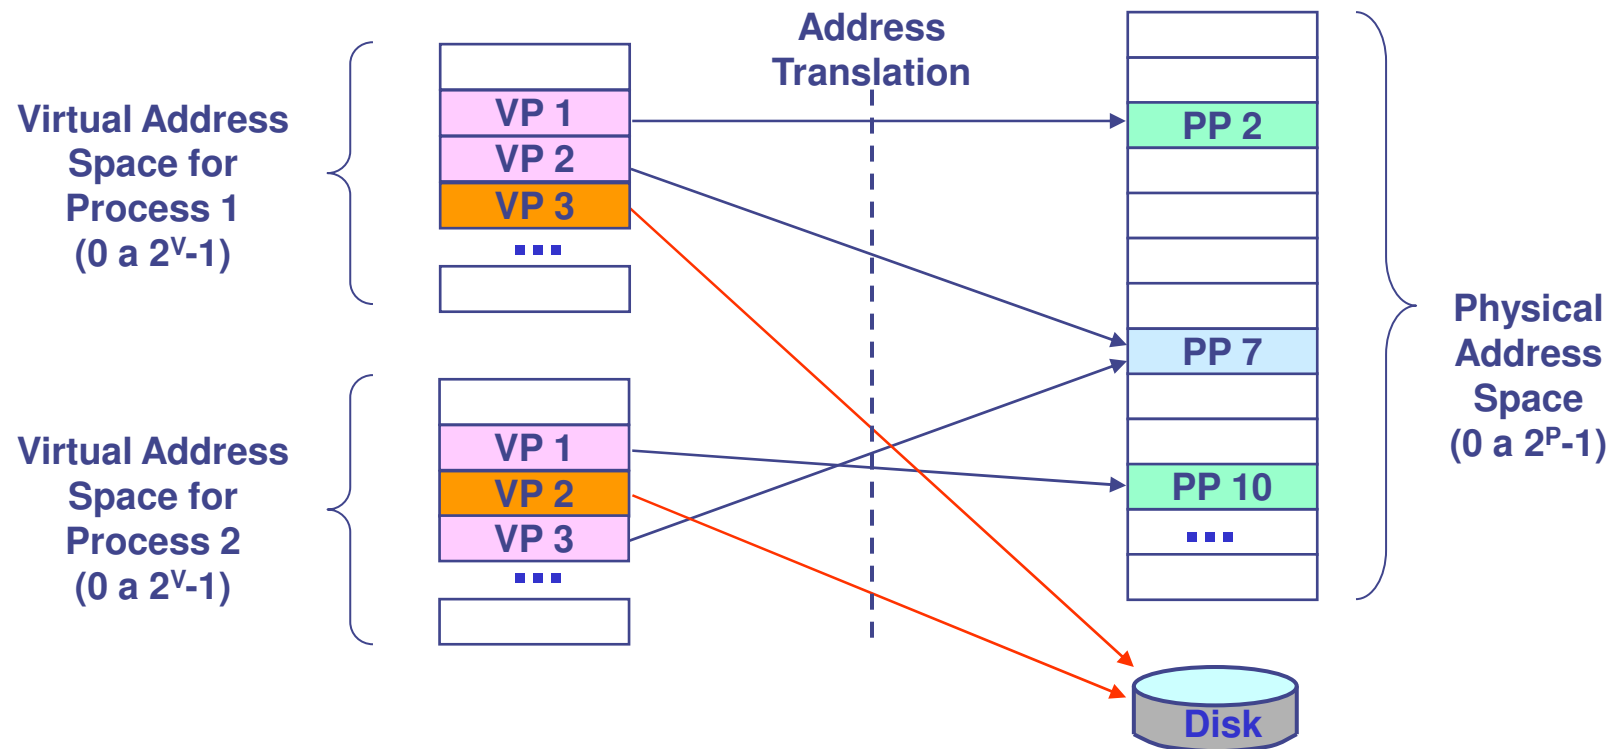 Address
Translation
Virtual Address
Space for
Process 1
(0 a 2ⱽ-1)
VP 1
VP 2
VP 3
...
PP 2
PP 7
PP 10
...
Physical
Address
Space
(0 a 2ᴾ-1)
Virtual Address
Space for
Process 2
(0 a 2ⱽ-1)
VP 1
VP 2
VP 3
...
Disk